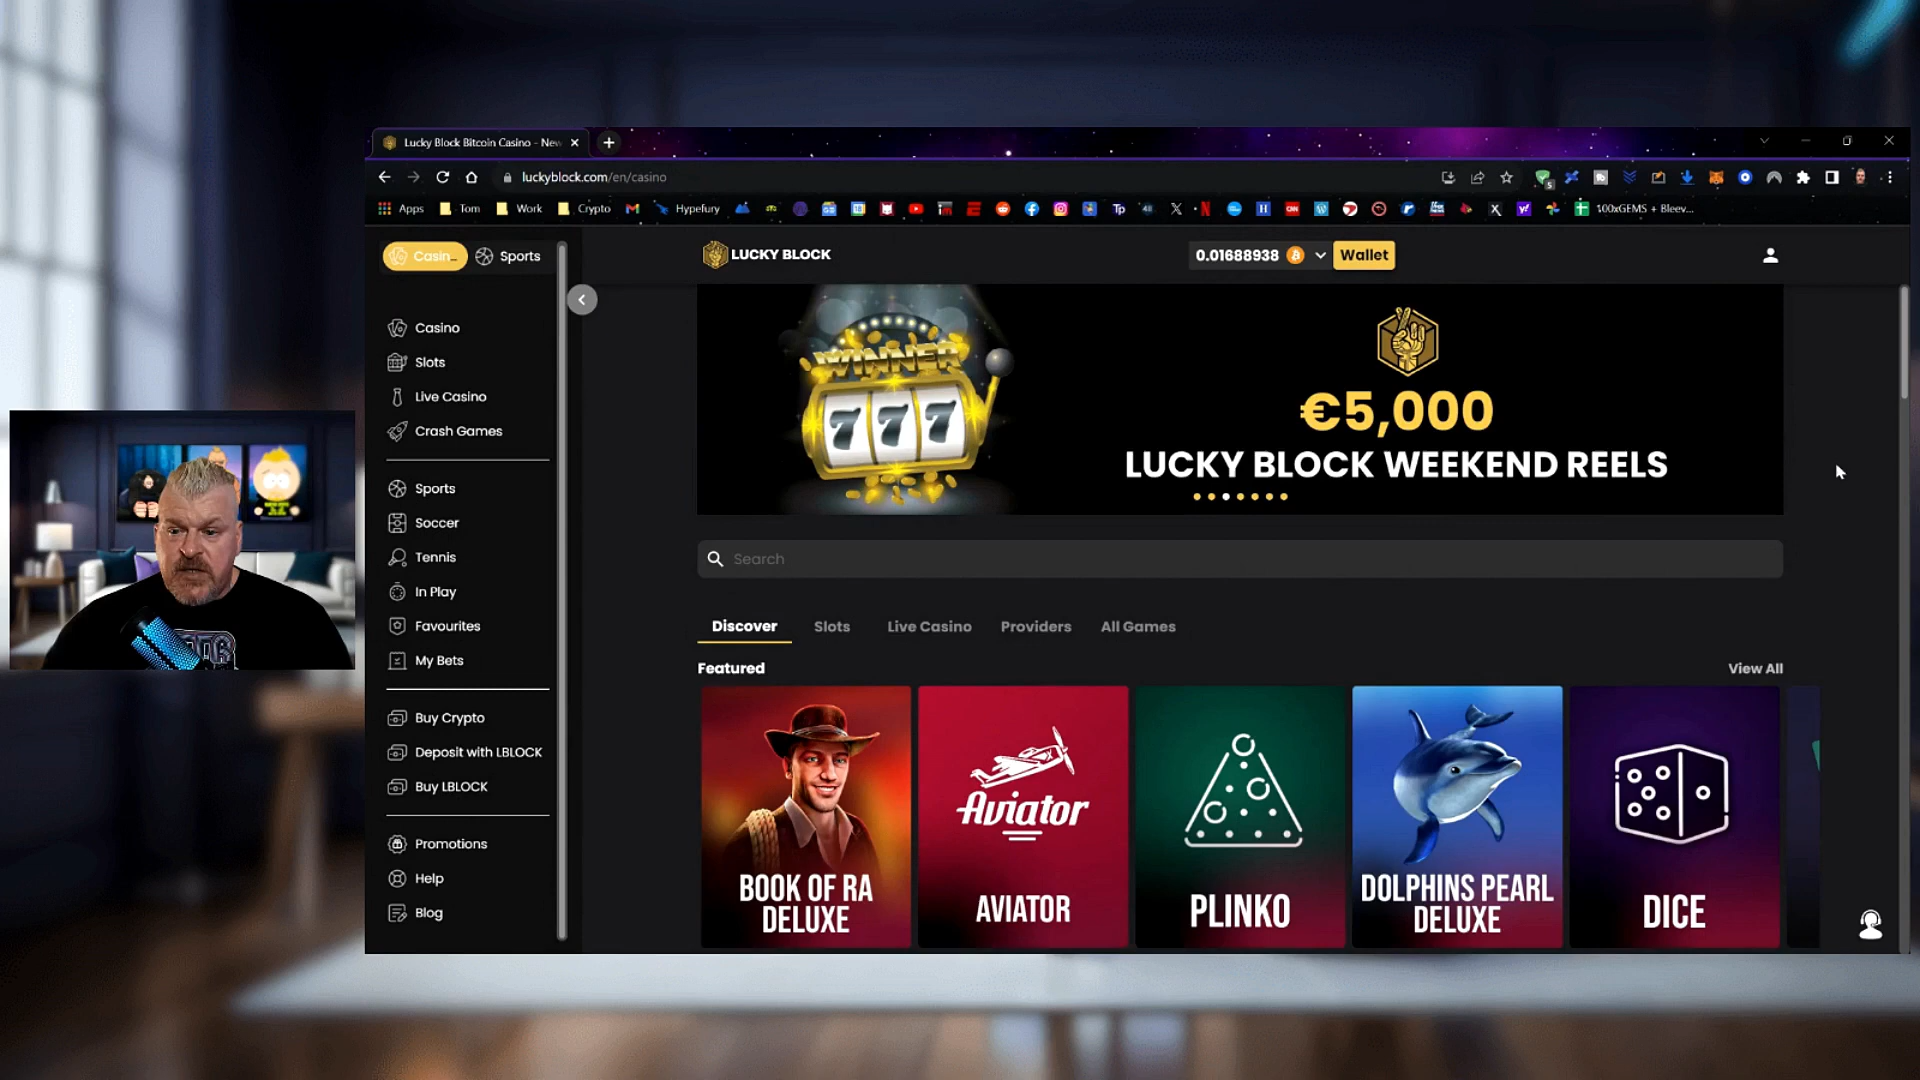 Lucky Block Bitcoin Casino - New
luckyblock.com/en/casino
Apps Tom Work Crypto Hypefury Tp 100xGEMS + Bleev...
Casin... Sports
LUCKY BLOCK
0.01688938 Wallet
Casino
Slots
Live Casino
Crash Games
Sports
Soccer
Tennis
In Play
Favourites
My Bets
Buy Crypto
Deposit with LBLOCK
Buy LBLOCK
Promotions
Help
Blog
WINNER
777
€5,000
LUCKY BLOCK WEEKEND REELS
Search
Discover Slots Live Casino Providers All Games
Featured View All
BOOK OF RA
DELUXE
Aviator
AVIATOR
PLINKO
DOLPHINS PEARL
DELUXE
DICE